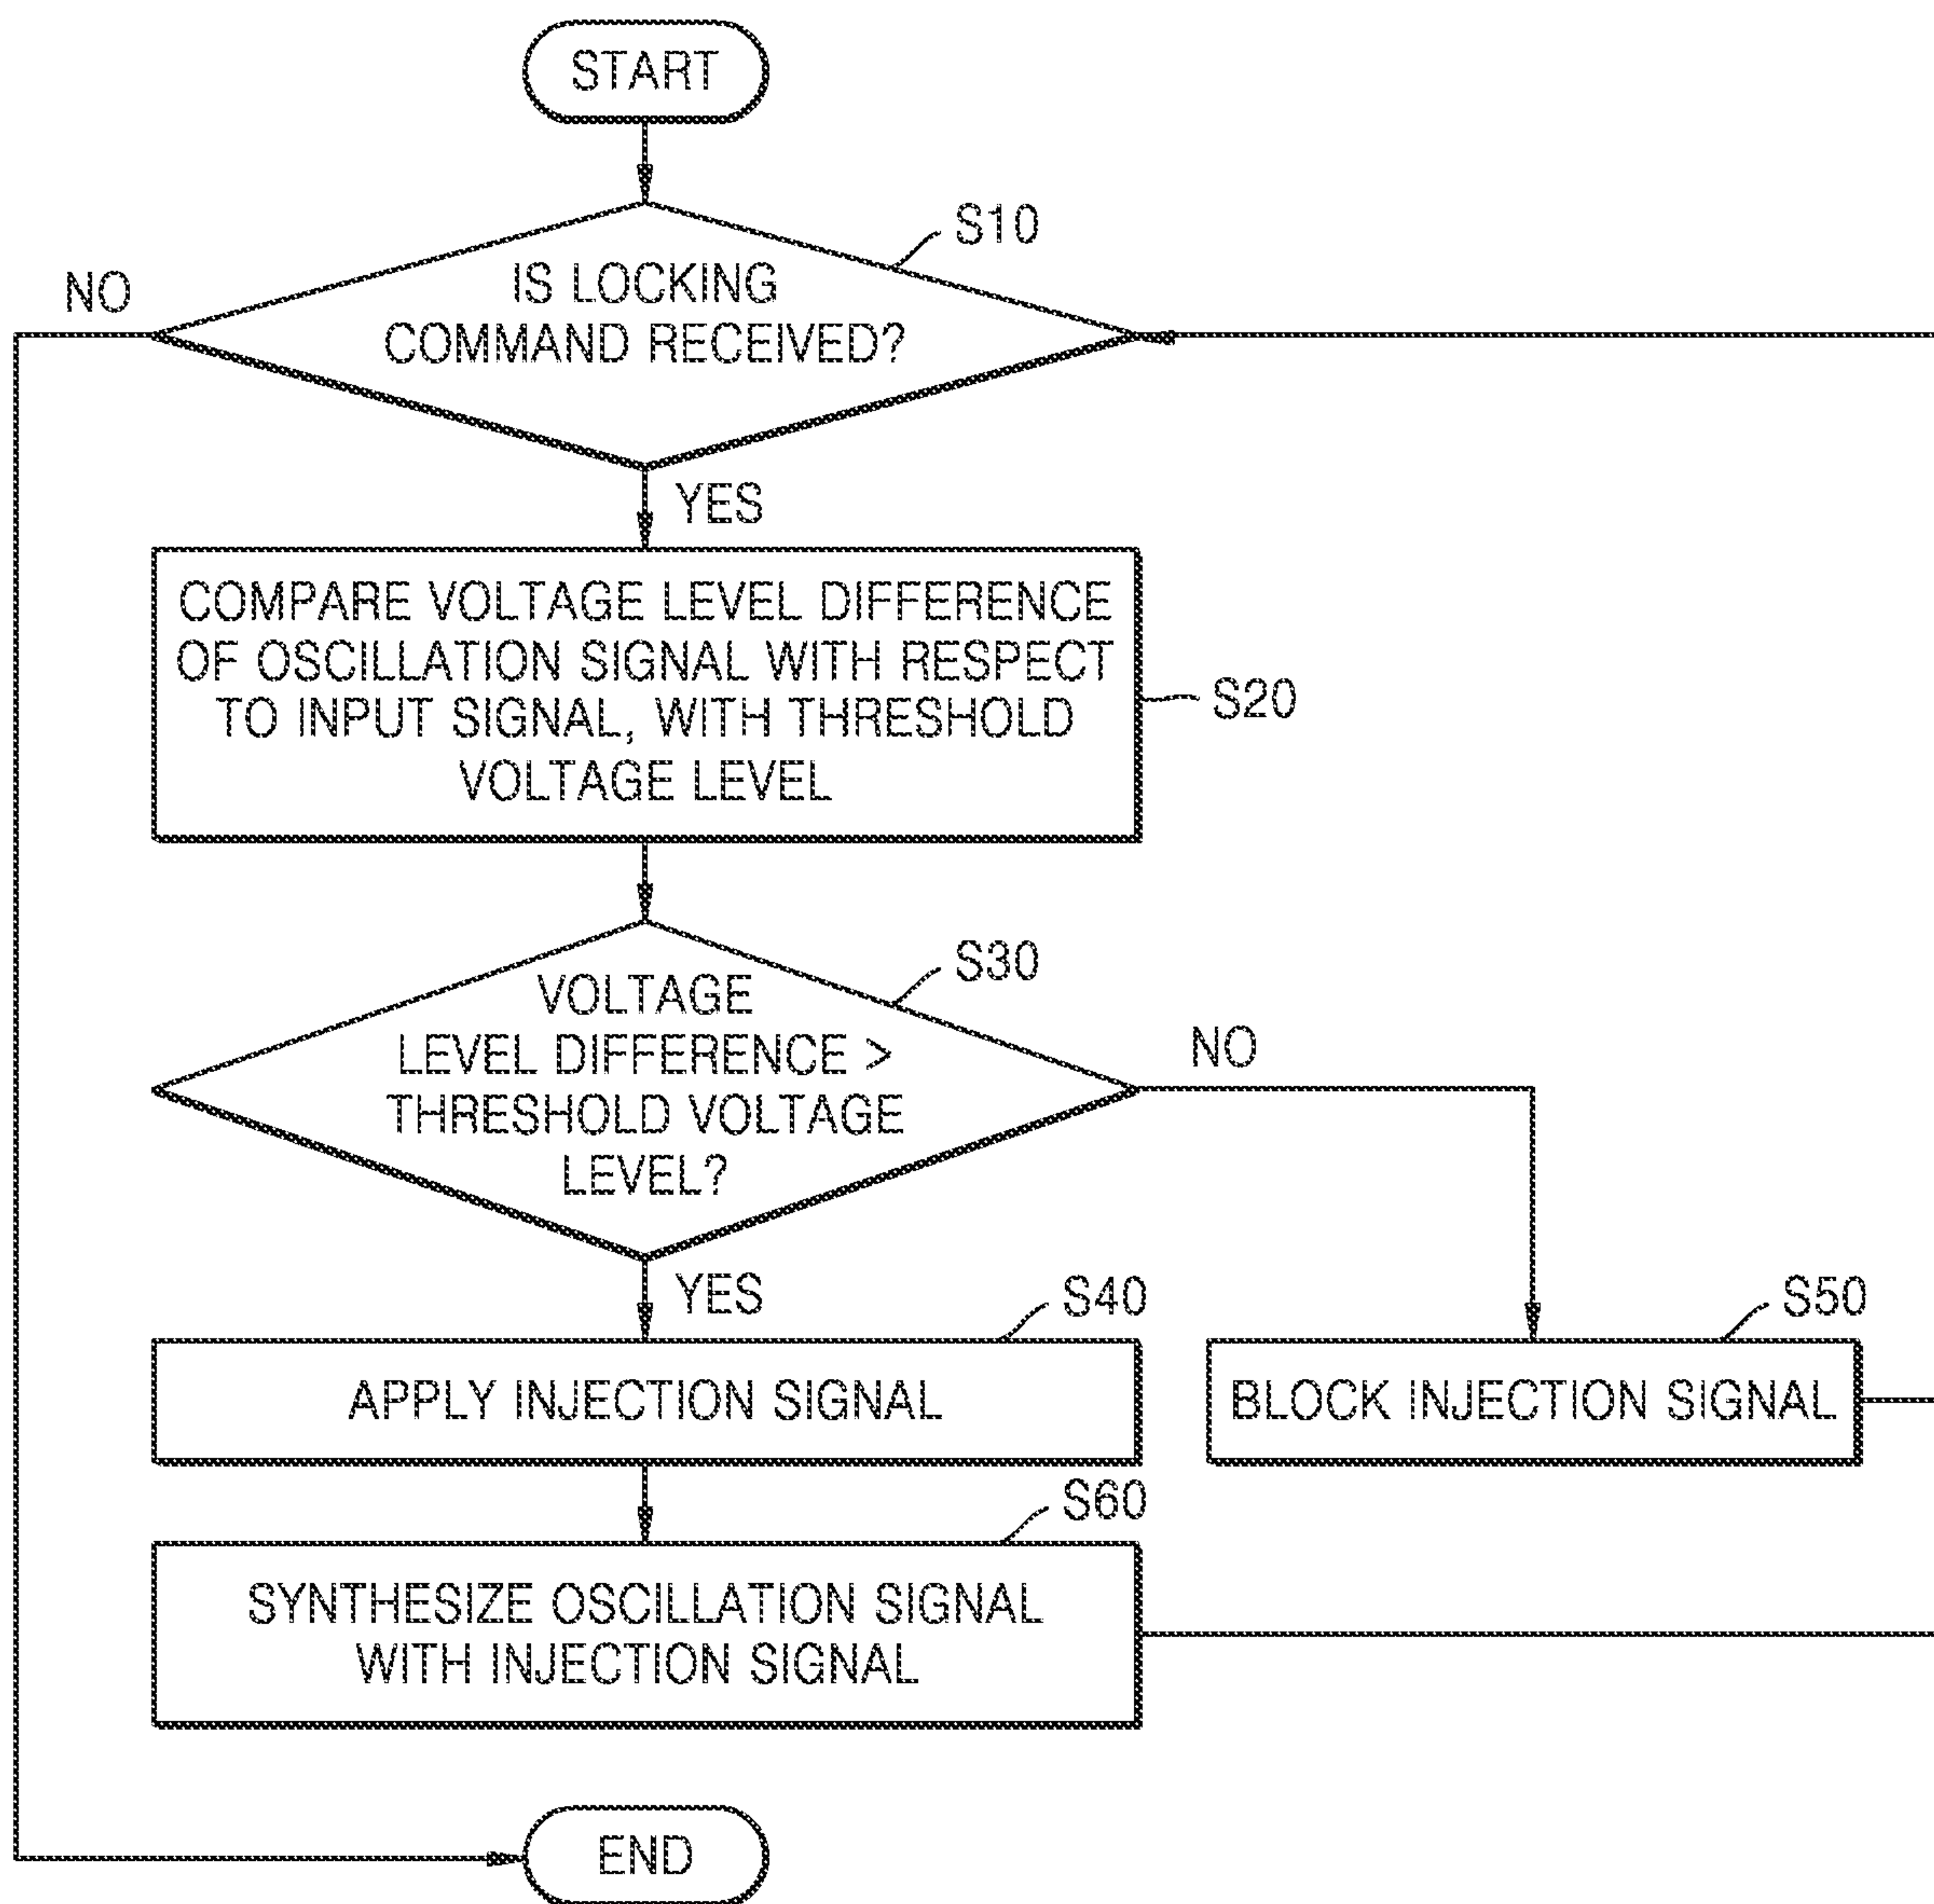 START
S10
NO
IS LOCKING
COMMAND RECEIVED?
YES
COMPARE VOLTAGE LEVEL DIFFERENCE
OF OSCILLATION SIGNAL WITH RESPECT
TO INPUT SIGNAL, WITH THRESHOLD
VOLTAGE LEVEL
S20
S30
VOLTAGE
LEVEL DIFFERENCE >
THRESHOLD VOLTAGE
LEVEL?
NO
YES
S40
APPLY INJECTION SIGNAL
S50
BLOCK INJECTION SIGNAL
S60
SYNTHESIZE OSCILLATION SIGNAL
WITH INJECTION SIGNAL
END